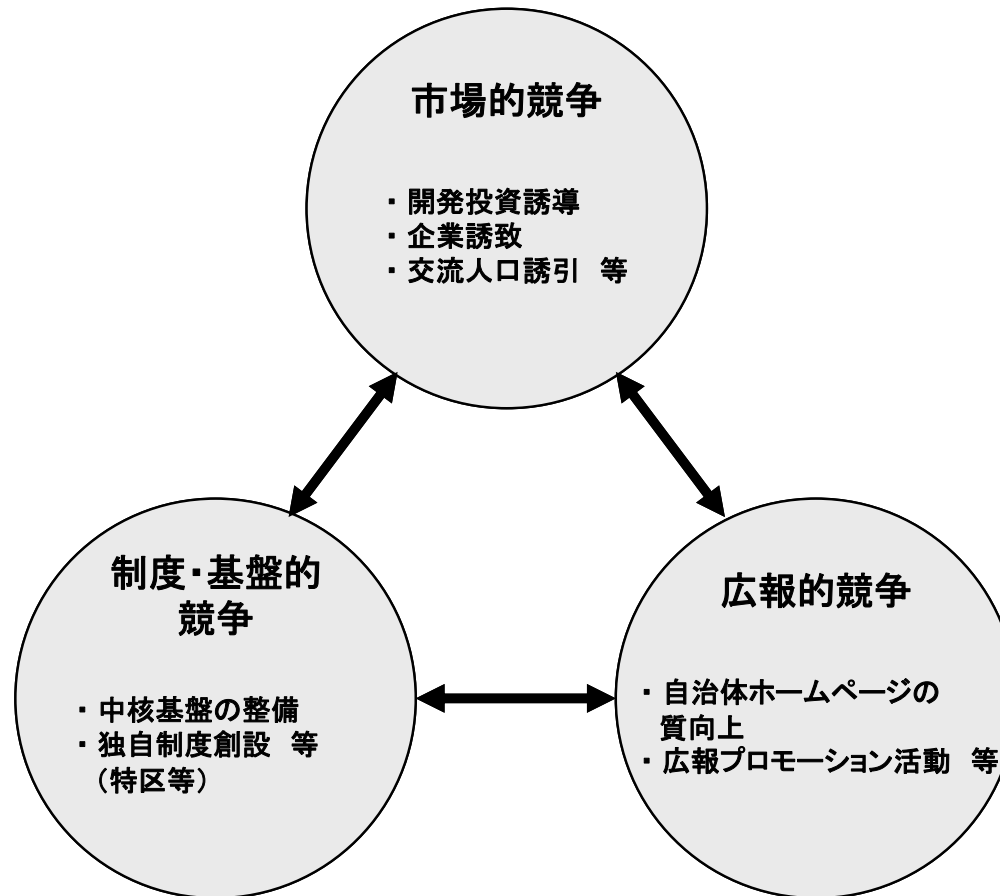 市場的競争
・開発投資誘導
・企業誘致
・交流人口誘引　等
制度・基盤的
競争
・中核基盤の整備
・独自制度創設　等
（特区等）
広報的競争
・自治体ホームページの
質向上
・広報プロモーション活動　等